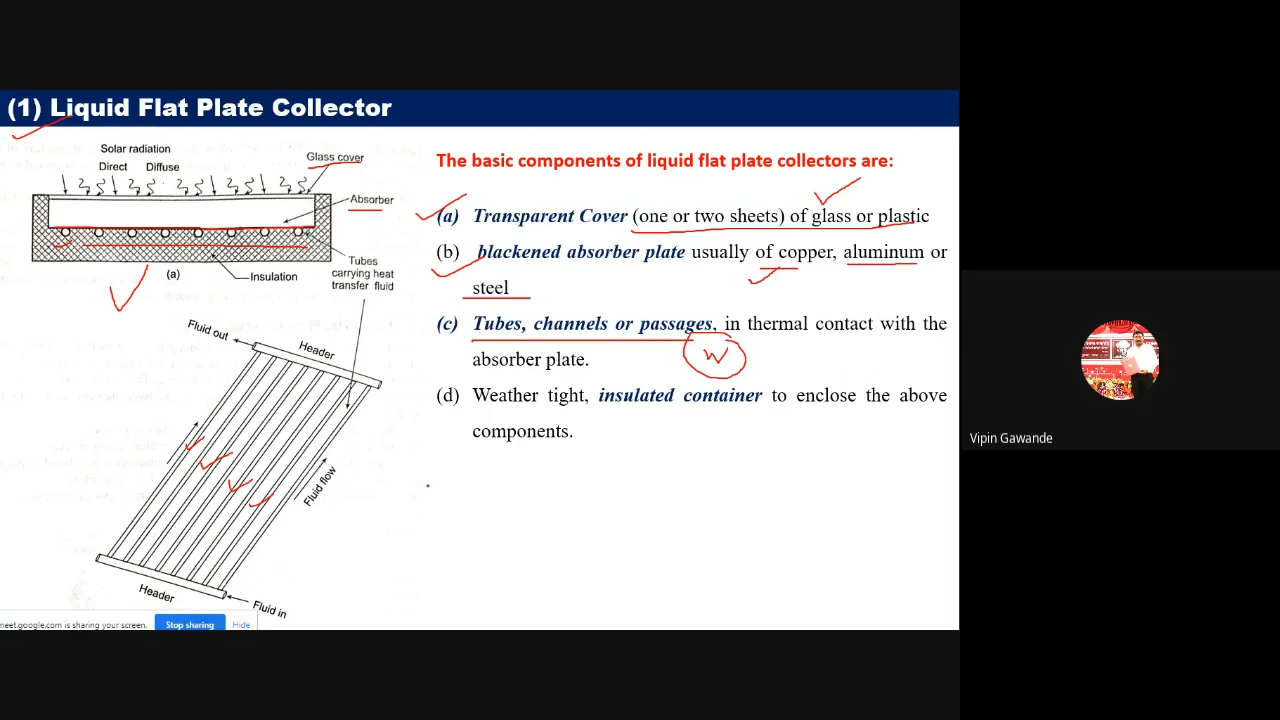 (1) Liquid Flat Plate Collector
Solar radiation
Direct Diffuse
Glass cover
Absorber
Tubes
carrying heat
transfer fluid
Insulation
(a)
Fluid out
Header
Fluid flow
Header
Fluid in
The basic components of liquid flat plate collectors are:
(a) Transparent Cover (one or two sheets) of glass or plastic
(b) blackened absorber plate usually of copper, aluminum or
steel
(c) Tubes, channels or passages, in thermal contact with the
absorber plate.
W
(d) Weather tight, insulated container to enclose the above
components.
meet.google.com is sharing your screen.
Stop sharing
Hide
Vipin Gawande